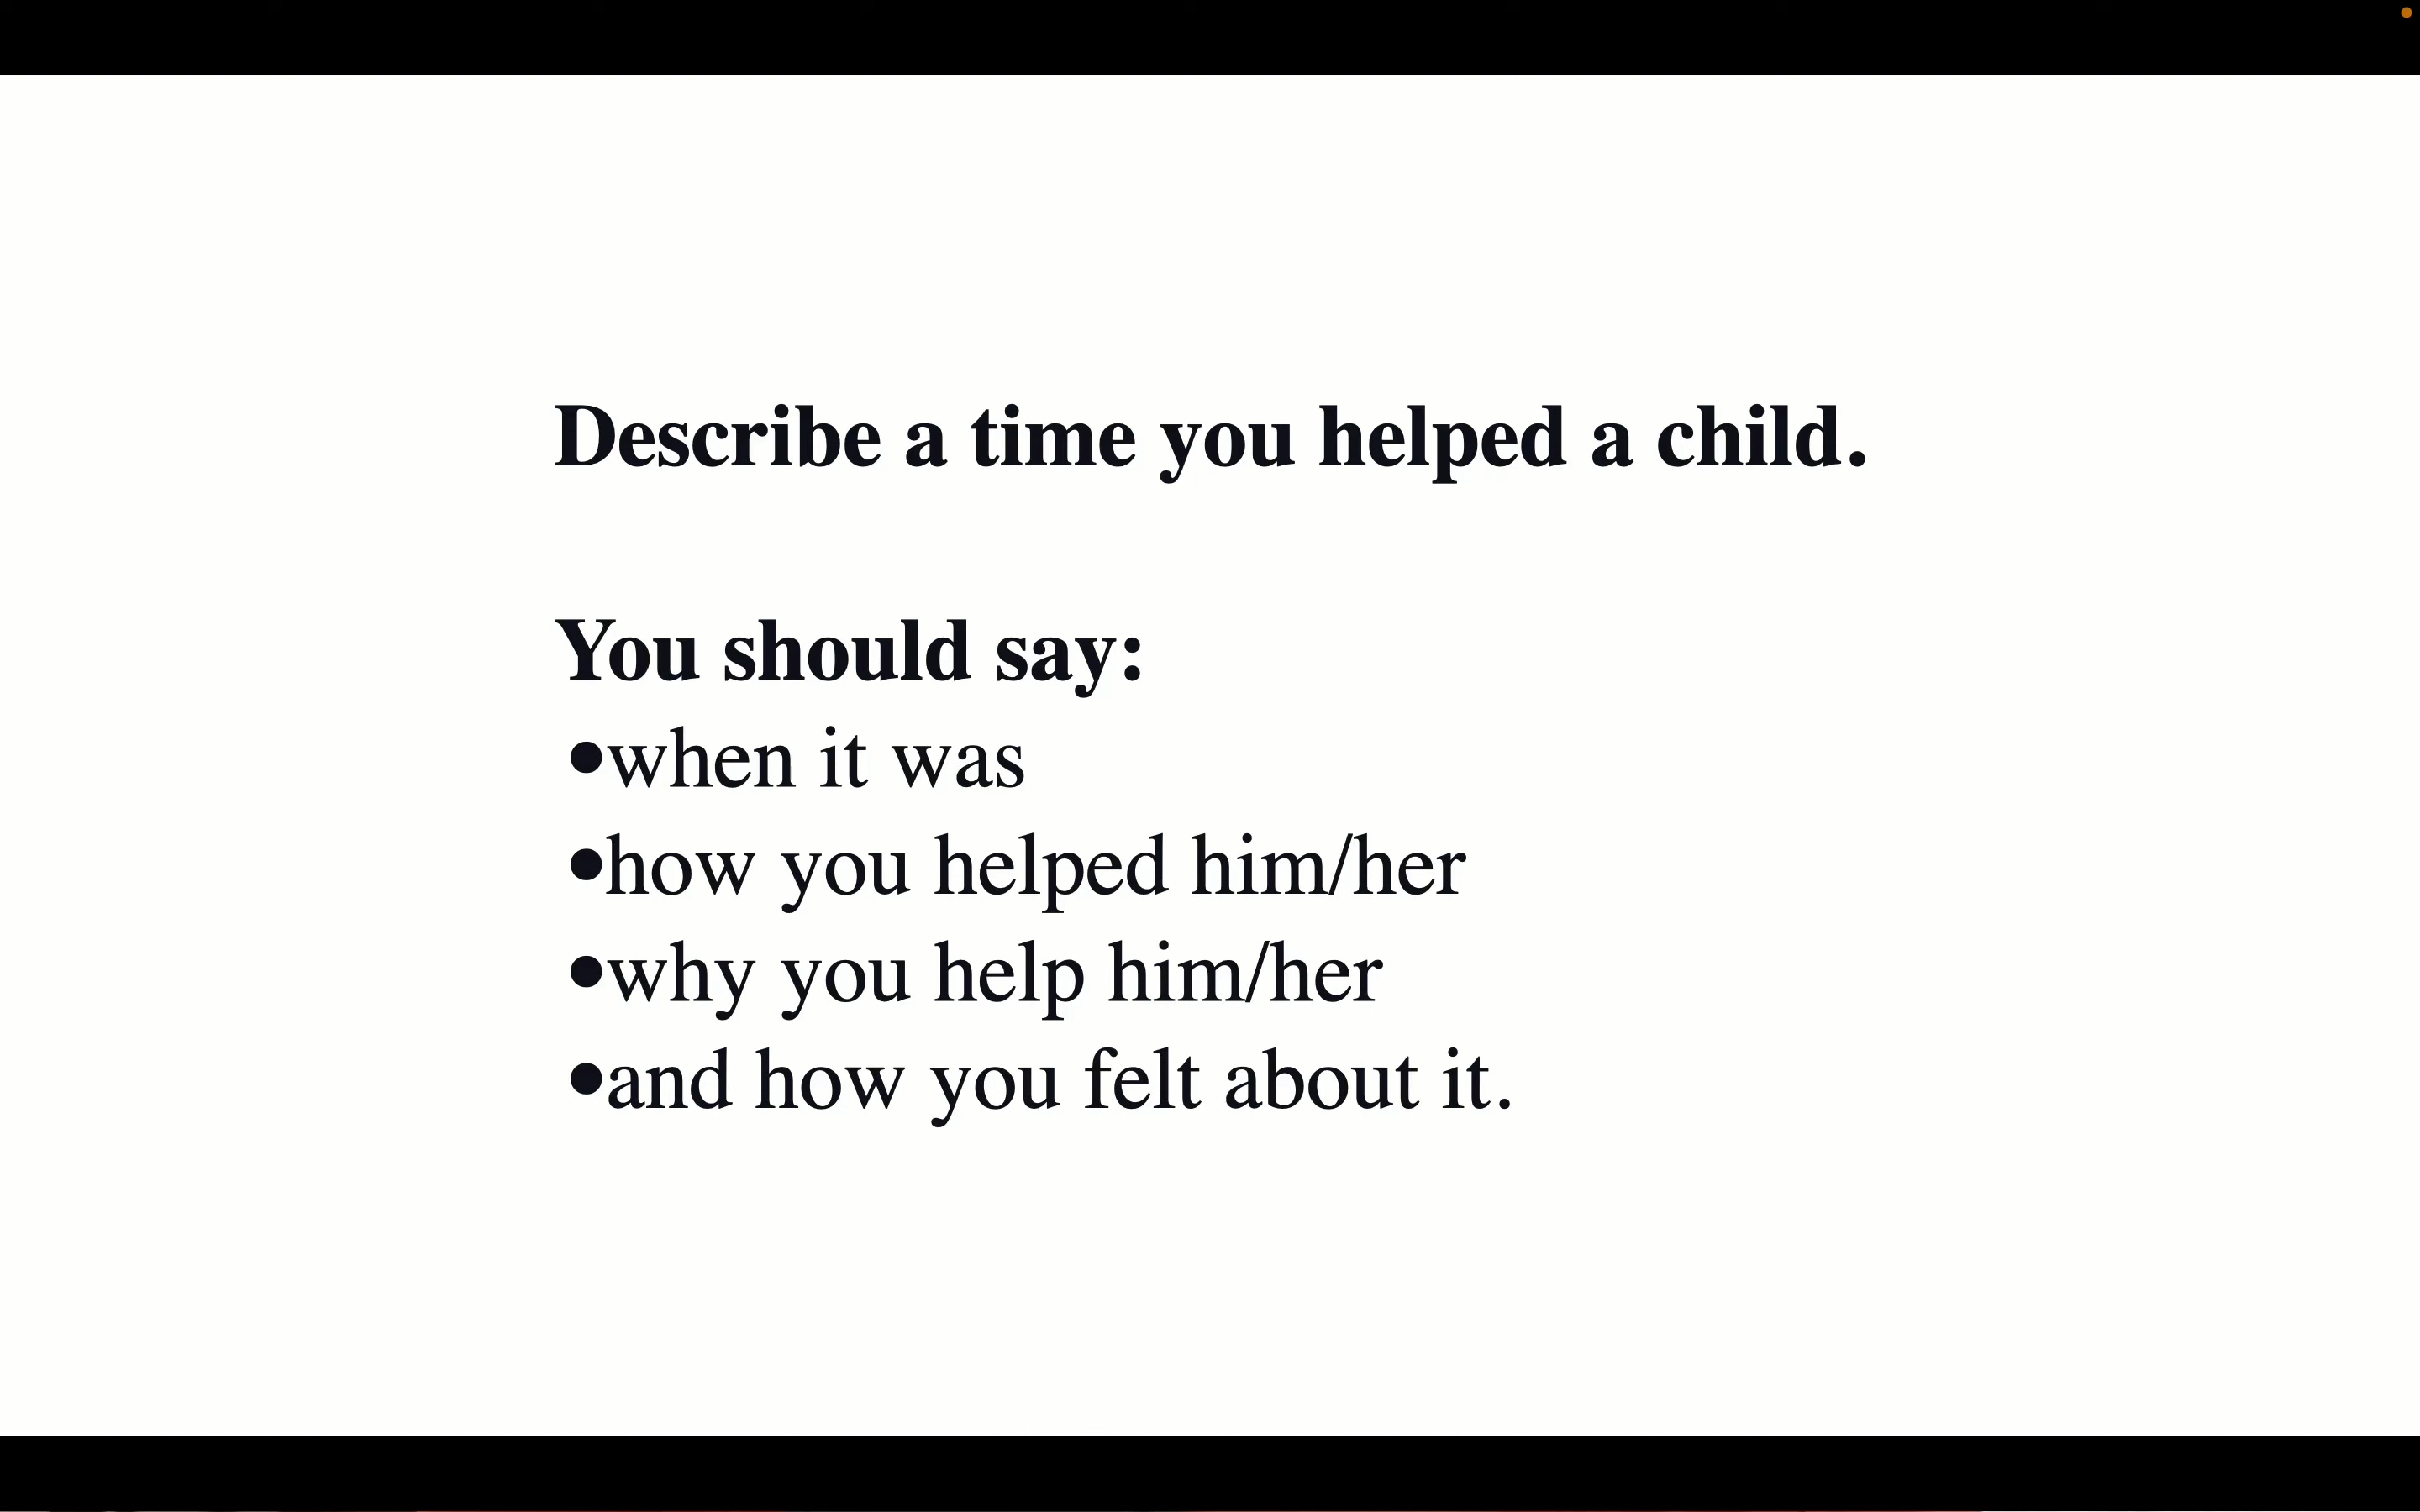 Describe a time you helped a child.
You should say:
●when it was
●how you helped him/her
●why you help him/her
●and how you felt about it.